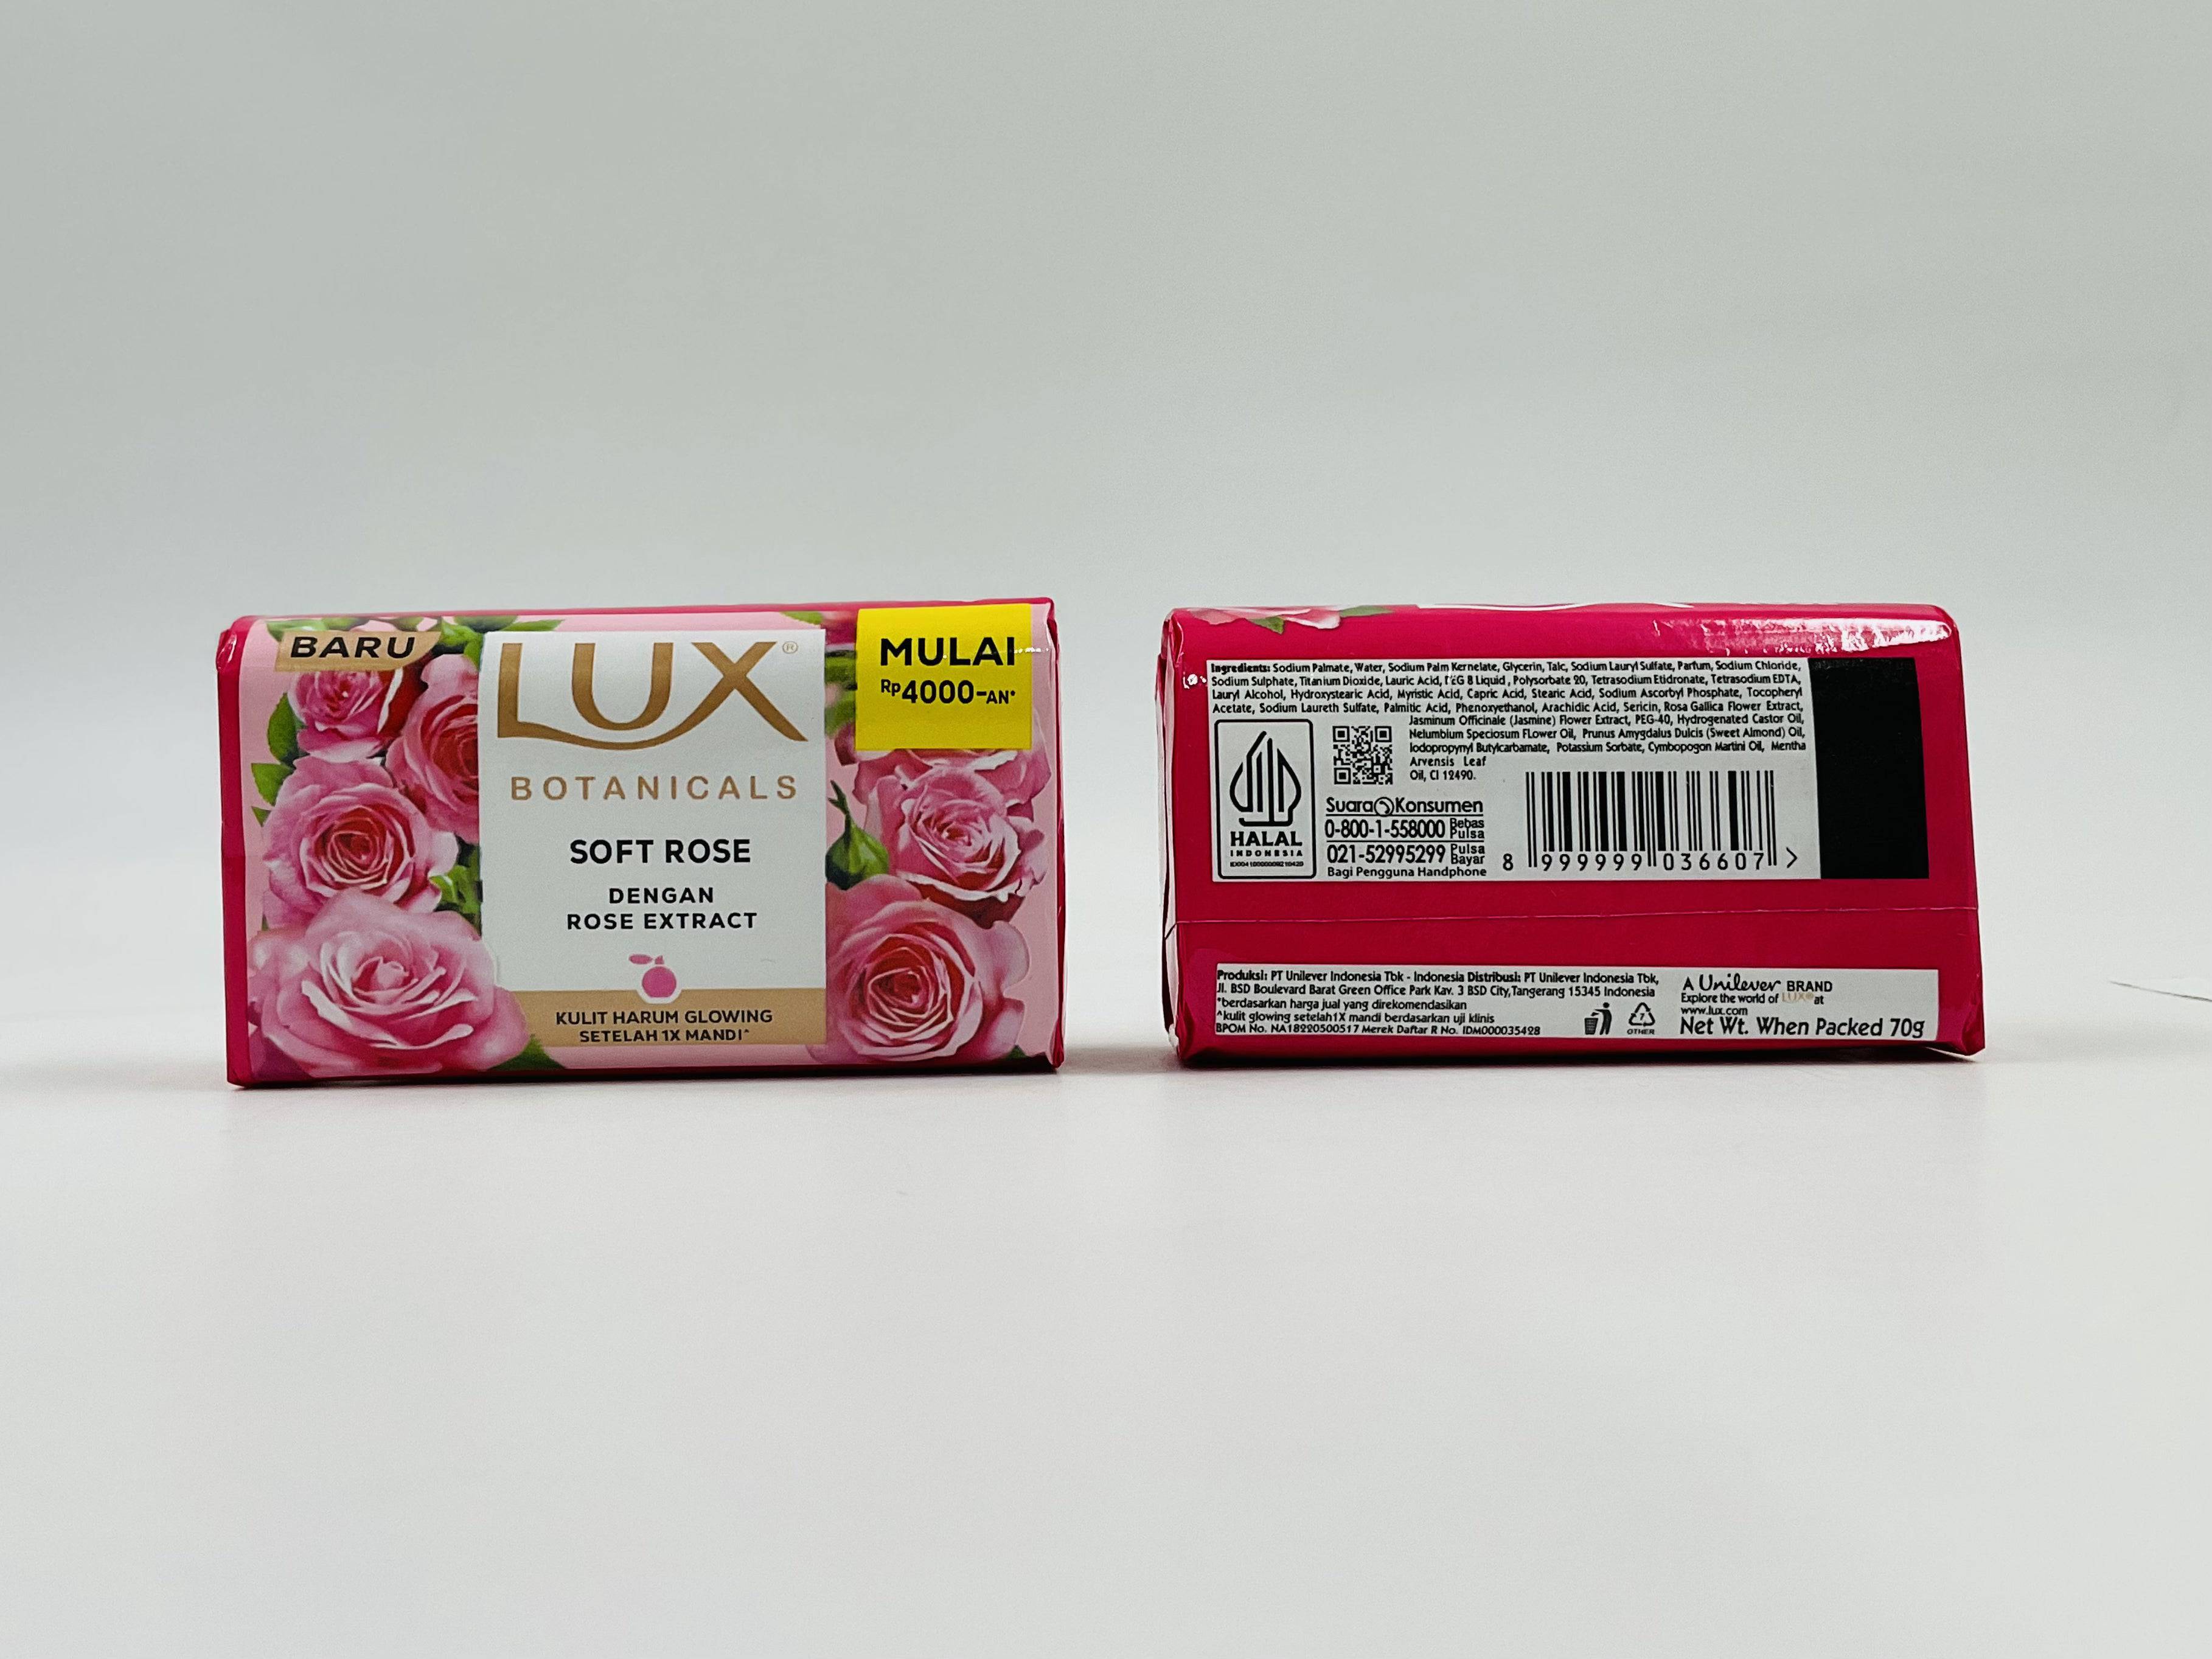 BARU
LUX®
BOTANICALS
SOFT ROSE
DENGAN
ROSE EXTRACT
KULIT HARUM GLOWING
SETELAH 1X MANDI^
MULAI
Rp4000-AN*
Ingredients: Sodium Palmate, Water, Sodium Palm Kernelate, Glycerin, Talc, Sodium Lauryl Sulfate, Parfum, Sodium Chloride,
Sodium Sulphate, Titanium Dioxide, Lauric Acid, PEG 8 Liquid , Polysorbate 20, Tetrasodium Etidronate, Tetrasodium EDTA,
Lauryl Alcohol, Hydroxystearic Acid, Myristic Acid, Capric Acid, Stearic Acid, Sodium Ascorbyl Phosphate, Tocopheryl
Acetate, Sodium Laureth Sulfate, Palmitic Acid, Phenoxyethanol, Arachidic Acid, Sericin, Rosa Gallica Flower Extract,
Jasminum Officinale (Jasmine) Flower Extract, PEG-40, Hydrogenated Castor Oil,
Nelumbium Speciosum FLower Oil, Prunus Amygdalus Dulcis (Sweet Almond) Oil,
Iodopropynyl Butylcarbamate, Potassium Sorbate, Cymbopogon Martini Oil, Mentha
Arvensis Leaf
Oil, CI 12490.
HALAL
INDONESIA
Suara Konsumen
0-800-1-558000 Bebas Pulsa
021-52995299 Pulsa Bayar
Bagi Pengguna Handphone
8 999999 036607 >
Produksi: PT Unilever Indonesia Tbk - Indonesia Distribusi: PT Unilever Indonesia Tbk,
Jl. BSD Boulevard Barat Green Office Park Kav. 3 BSD City,Tangerang 15345 Indonesia
*berdasarkan harga jual yang direkomendasikan
^kulit glowing setelah1X mandi berdasarkan uji klinis
BPOM No. NA18220500517 Merek Daftar R No. IDM000035428
7
OTHER
A Unilever BRAND
Explore the world of LUX® at
www.lux.com
Net Wt. When Packed 70g